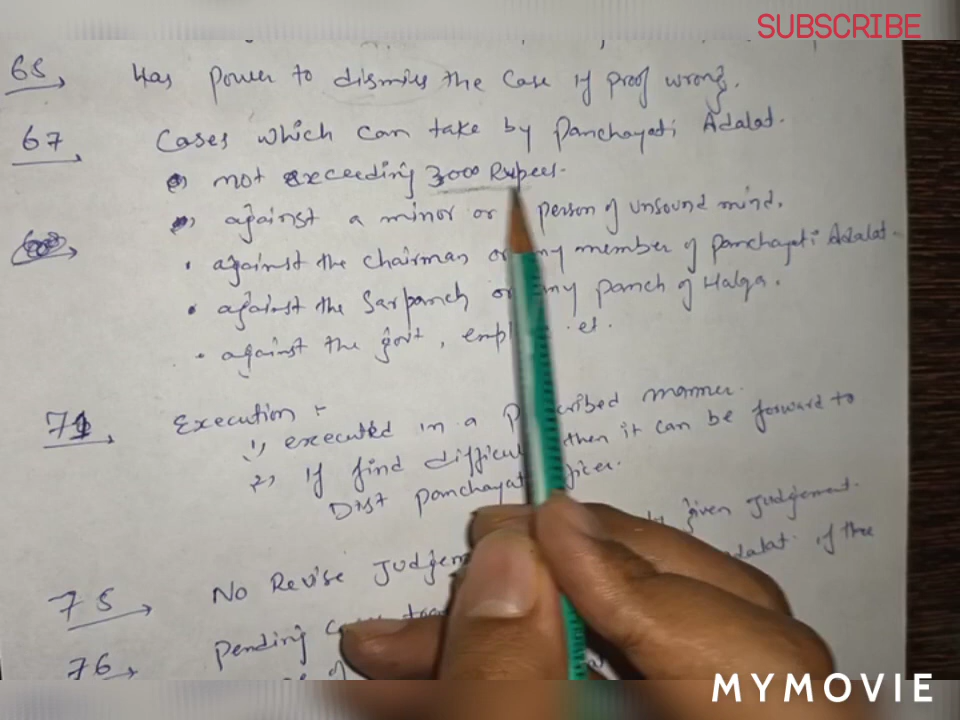 SUBSCRIBE
65, Has power to dismiss the case if proof wrong.
67, Cases which can take by Panchayati Adalat.
not exceeding 3000 Rupees.
against a minor or person of unsound mind.
• against the chairman or any member of Panchayati Adalat.
• against the Sarpanch or any panch of Halqa.
• against the govt, et.
71, Execution :-
1, executed in a manner.
2, If find then it can be forward to
Dist Panchayat
75 No Revise given Judgement.
Adalat if the
76, Pending
of
MYMOVIE